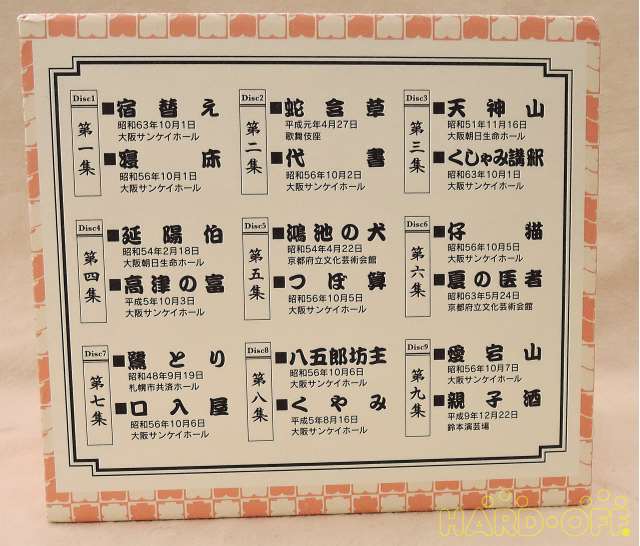 Disc1
第一集
■宿替え
昭和63年10月1日
大阪サンケイホール
■寝床
昭和56年10月1日
大阪サンケイホール
Disc2
第二集
■蛇含草
平成元年4月27日
歌舞伎座
■代書
昭和56年10月2日
大阪サンケイホール
Disc3
第三集
■天神山
昭和51年11月16日
大阪朝日生命ホール
■くしゃみ講釈
昭和63年10月1日
大阪サンケイホール
Disc4
第四集
■延陽伯
昭和54年2月18日
大阪朝日生命ホール
■高津の富
平成5年10月3日
大阪サンケイホール
Disc5
第五集
■鴻池の犬
昭和54年4月22日
京都府立文化芸術会館
■つぼ算
昭和56年10月5日
大阪サンケイホール
Disc6
第六集
■仔猫
昭和56年10月5日
大阪サンケイホール
■夏の医者
昭和63年5月24日
京都府立文化芸術会館
Disc7
第七集
■鷺とり
昭和48年9月19日
札幌市共済ホール
■口入屋
昭和56年10月6日
大阪サンケイホール
Disc8
第八集
■八五郎坊主
昭和56年10月6日
大阪サンケイホール
■くやみ
平成5年8月16日
大阪サンケイホール
Disc9
第九集
■愛宕山
昭和56年10月7日
大阪サンケイホール
■親子酒
平成9年12月22日
鈴本演芸場
HARD・OFF